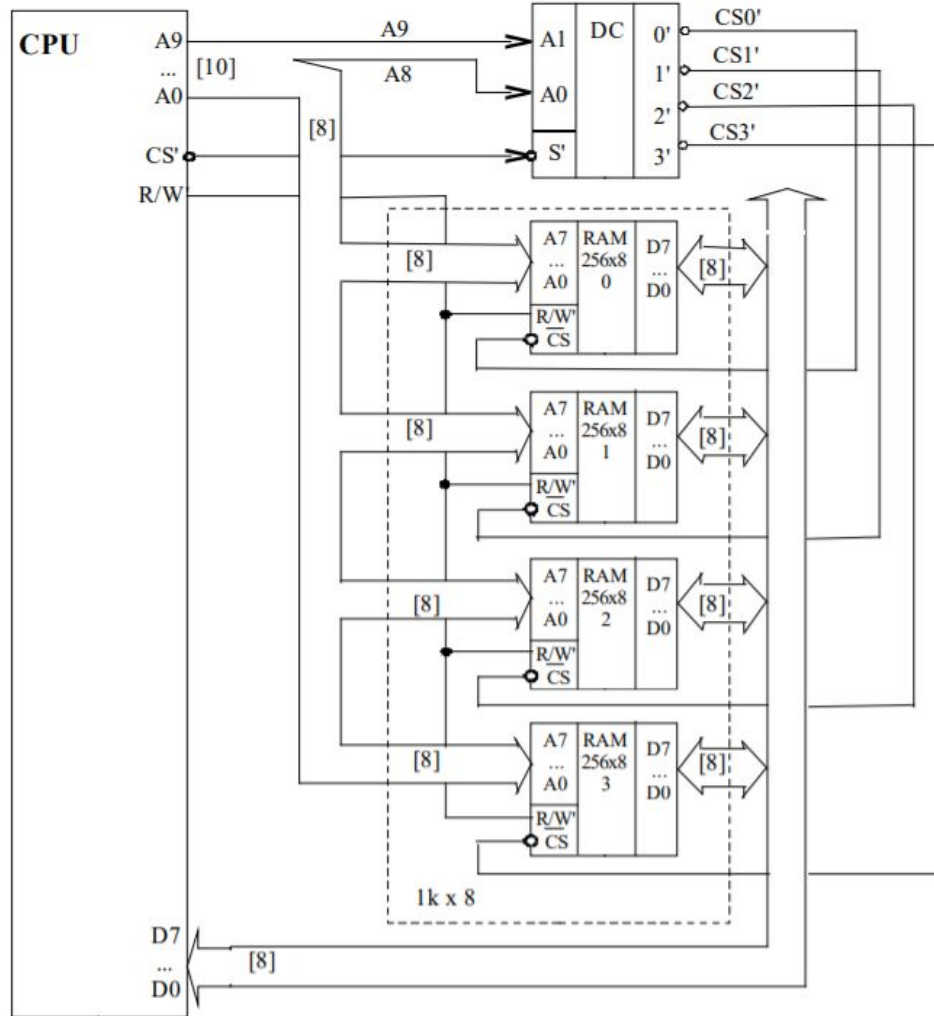 CPU
A9
...
A0
[10]
CS'
R/W'
A9
A8
[8]
A1
A0
S'
DC
0'
1'
2'
3'
CS0'
CS1'
CS2'
CS3'
[8]
A7
...
A0
R/W'
CS
RAM
256x8
0
D7
...
D0
[8]
[8]
A7
...
A0
R/W'
CS
RAM
256x8
1
D7
...
D0
[8]
[8]
A7
...
A0
R/W'
CS
RAM
256x8
2
D7
...
D0
[8]
[8]
A7
...
A0
R/W'
CS
RAM
256x8
3
D7
...
D0
[8]
1k x 8
D7
...
D0
[8]